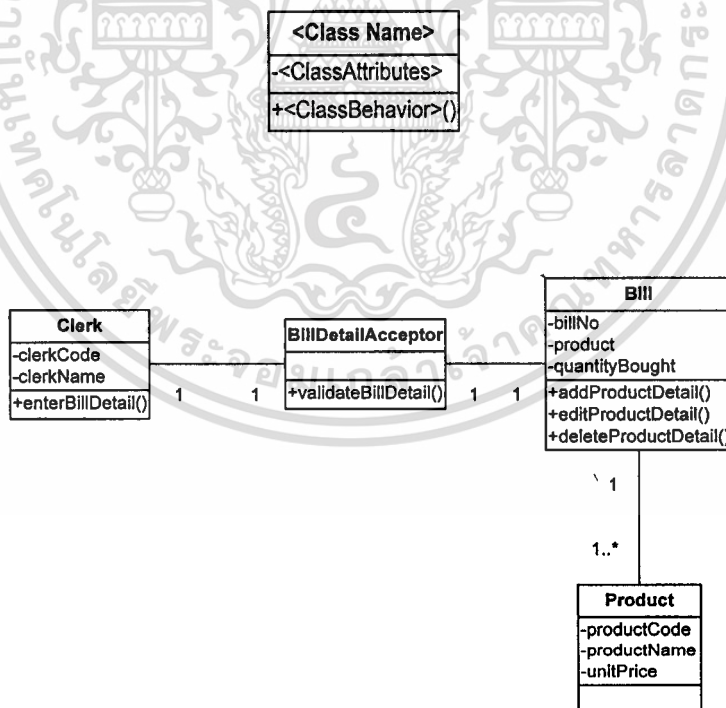 <Class Name>
-<ClassAttributes>
+<ClassBehavior>()
Clerk
-clerkCode
-clerkName
+enterBillDetail()
1
1
BillDetailAcceptor
+validateBillDetail()
1
1
Bill
-billNo
-product
-quantityBought
+addProductDetail()
+editProductDetail()
+deleteProductDetail()
1
1..*
Product
-productCode
-productName
-unitPrice